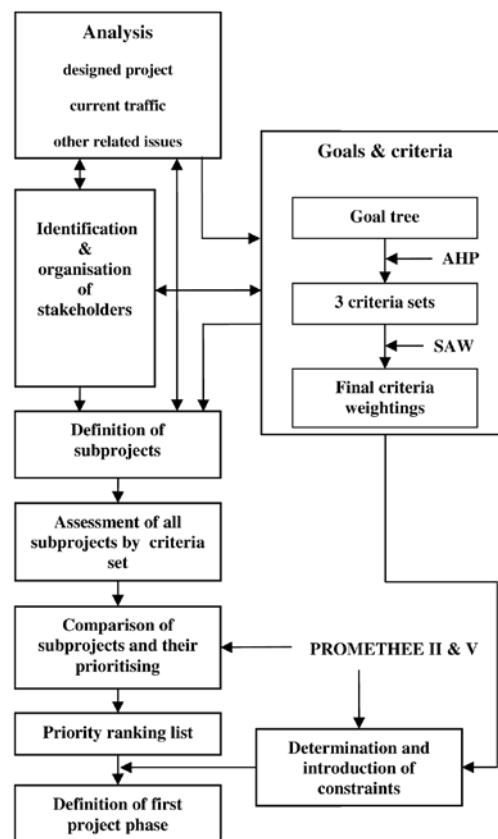 Analysis
designed project
current traffic
other related issues
Goals & criteria
Goal tree
AHP
3 criteria sets
SAW
Final criteria
weightings
Identification
&
organisation
of
stakeholders
Definition of
subprojects
Assessment of all
subprojects by criteria
set
Comparison of
subprojects and their
prioritising
PROMETHEE II & V
Priority ranking list
Determination and
introduction of
constraints
Definition of first
project phase